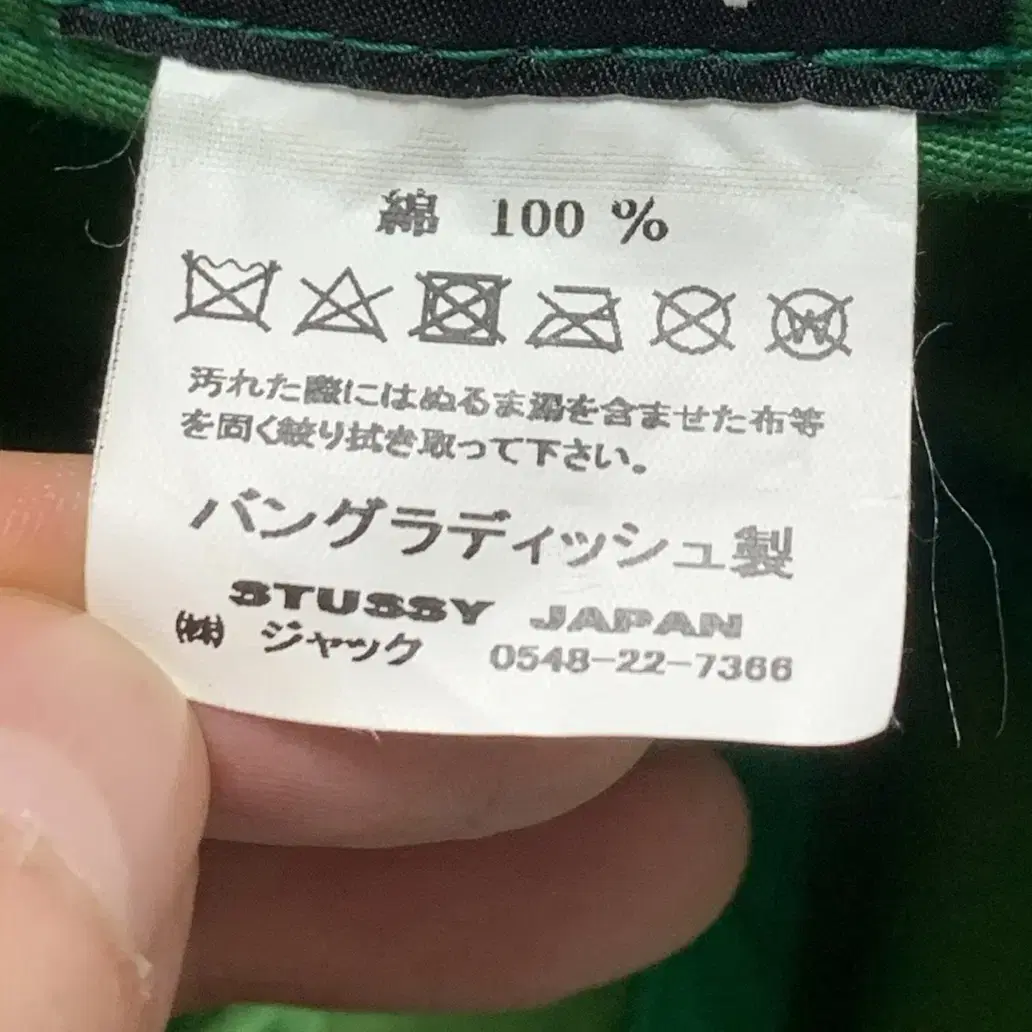 綿 100 %
W
汚れた際にはぬるま湯を含ませた布等
を固く絞り拭き取って下さい。
バングラディッシュ製
STUSSY JAPAN
(株) ジャック 0548-22-7366